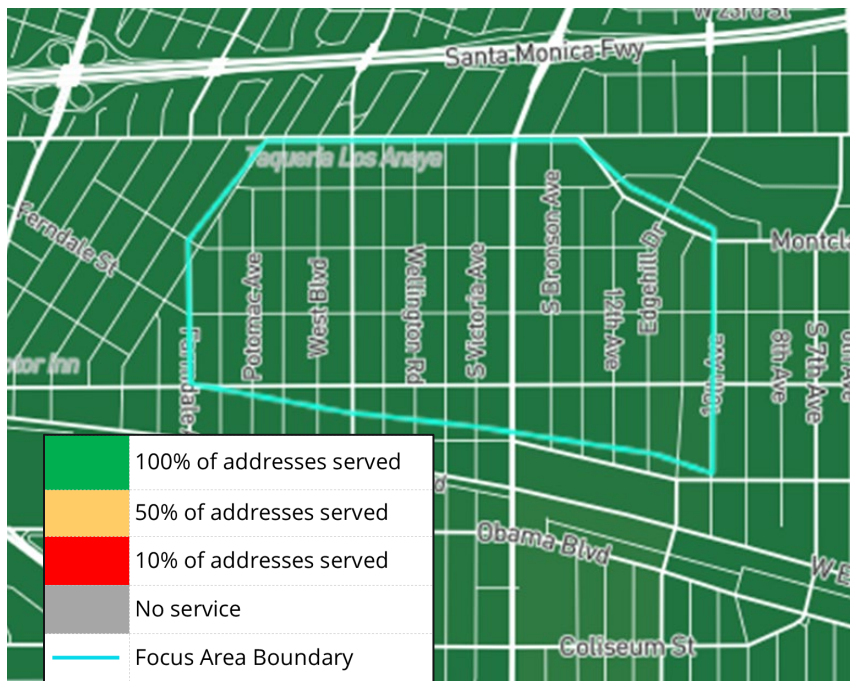 W 23rd St
Santa Monica Fwy
Taqueria Los Anaya
Ferndale St
S Bronson Ave
Edgehill Dr
Montcla
Potomac Ave
West Blvd
Wellington Rd
S Victoria Ave
12th Ave
8th Ave
S 7th Ave
otor Inn
100% of addresses served
50% of addresses served
10% of addresses served
No service
Focus Area Boundary
Obama Blvd
W E
Coliseum St